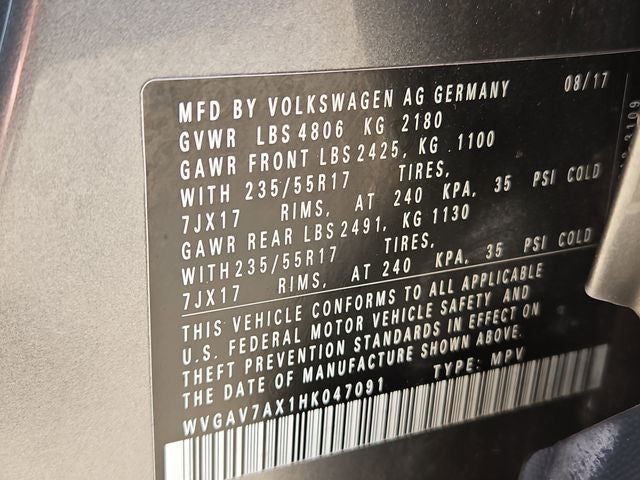 MFD BY VOLKSWAGEN AG GERMANY 08/17
GVWR LBS 4806 KG 2180
GAWR FRONT LBS 2425, KG 1100
WITH 235/55R17 TIRES,
7JX17 RIMS, AT 240 KPA, 35 PSI COLD
GAWR REAR LBS 2491, KG 1130
WITH 235/55R17 TIRES,
7JX17 RIMS, AT 240 KPA, 35 PSI COLD
THIS VEHICLE CONFORMS TO ALL APPLICABLE
U.S. FEDERAL MOTOR VEHICLE SAFETY AND
THEFT PREVENTION STANDARDS IN EFFECT ON
THE DATE OF MANUFACTURE SHOWN ABOVE.
WVGAV7AX1HK047091 TYPE: MPV